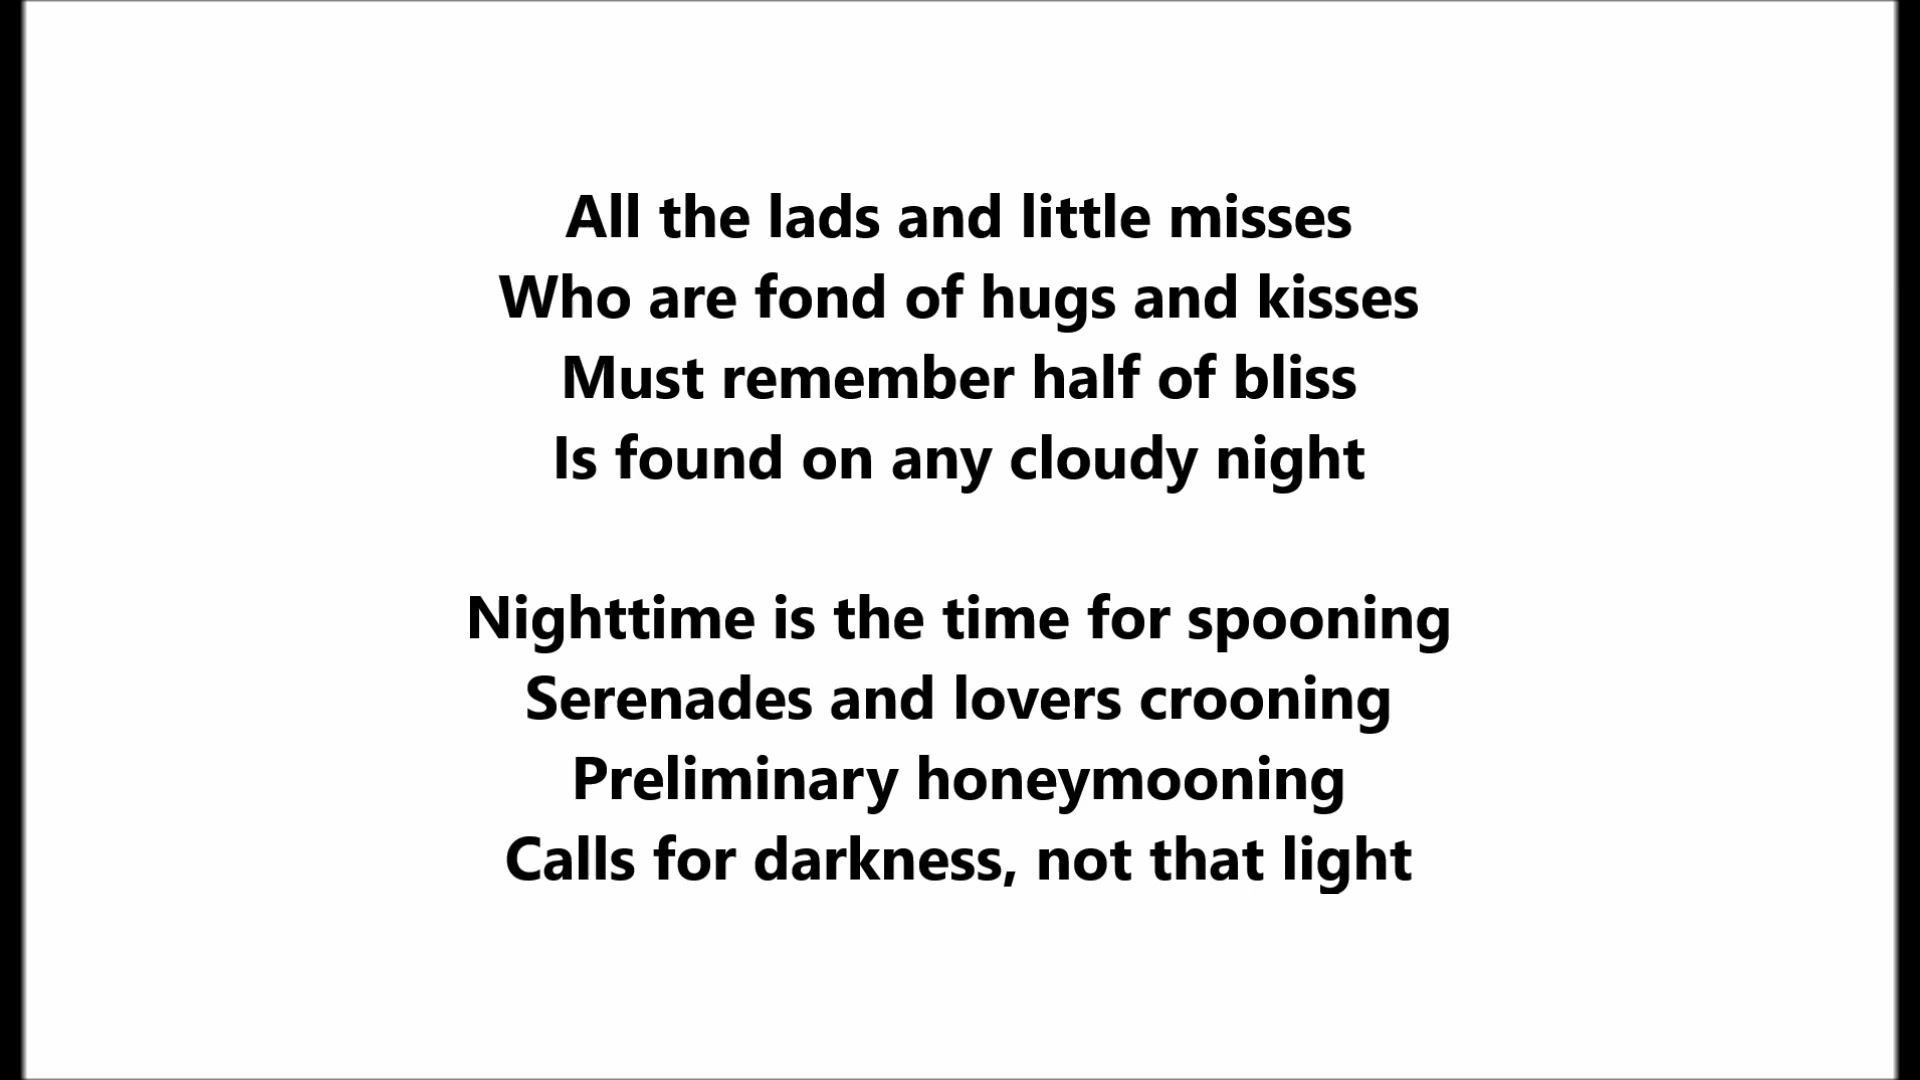 All the lads and little misses
Who are fond of hugs and kisses
Must remember half of bliss
Is found on any cloudy night
Nighttime is the time for spooning
Serenades and lovers crooning
Preliminary honeymooning
Calls for darkness, not that light